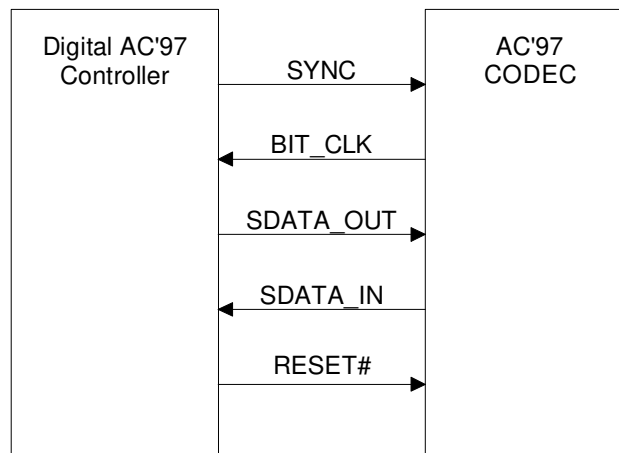 Digital AC'97
Controller
AC'97
CODEC
SYNC
BIT_CLK
SDATA_OUT
SDATA_IN
RESET#